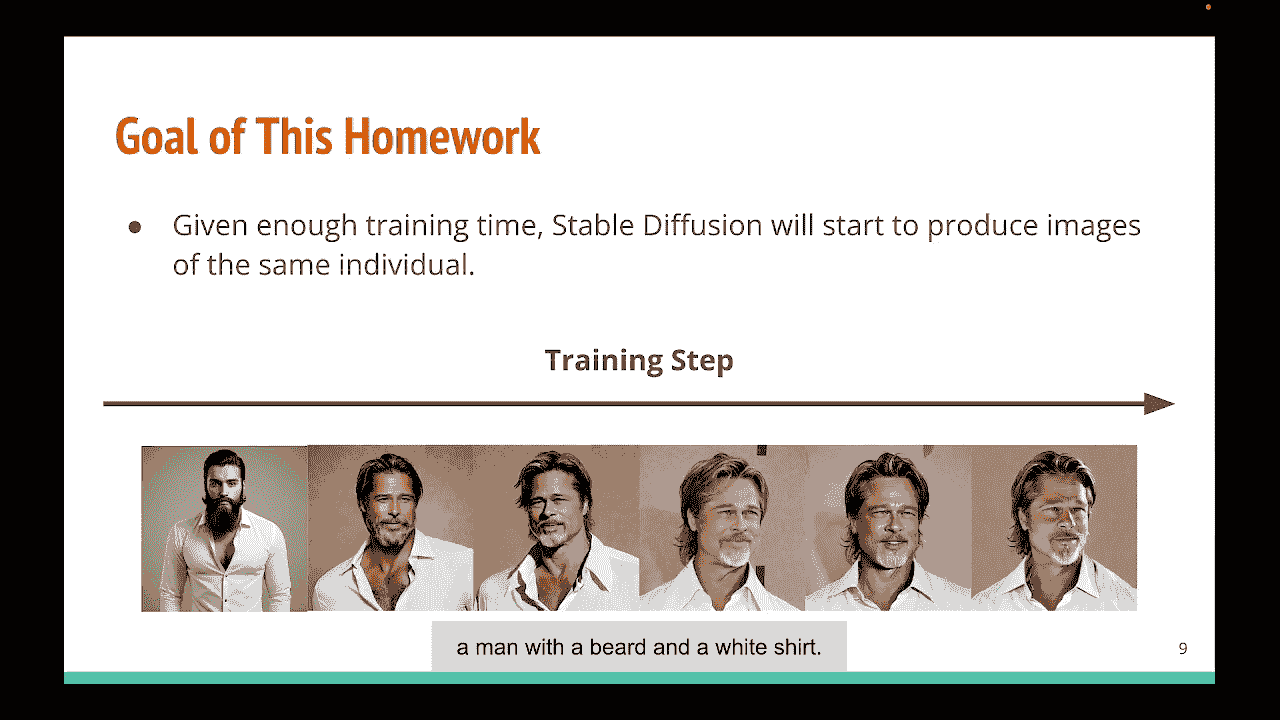 Goal of This Homework
● Given enough training time, Stable Diffusion will start to produce images
of the same individual.
Training Step
a man with a beard and a white shirt.
9